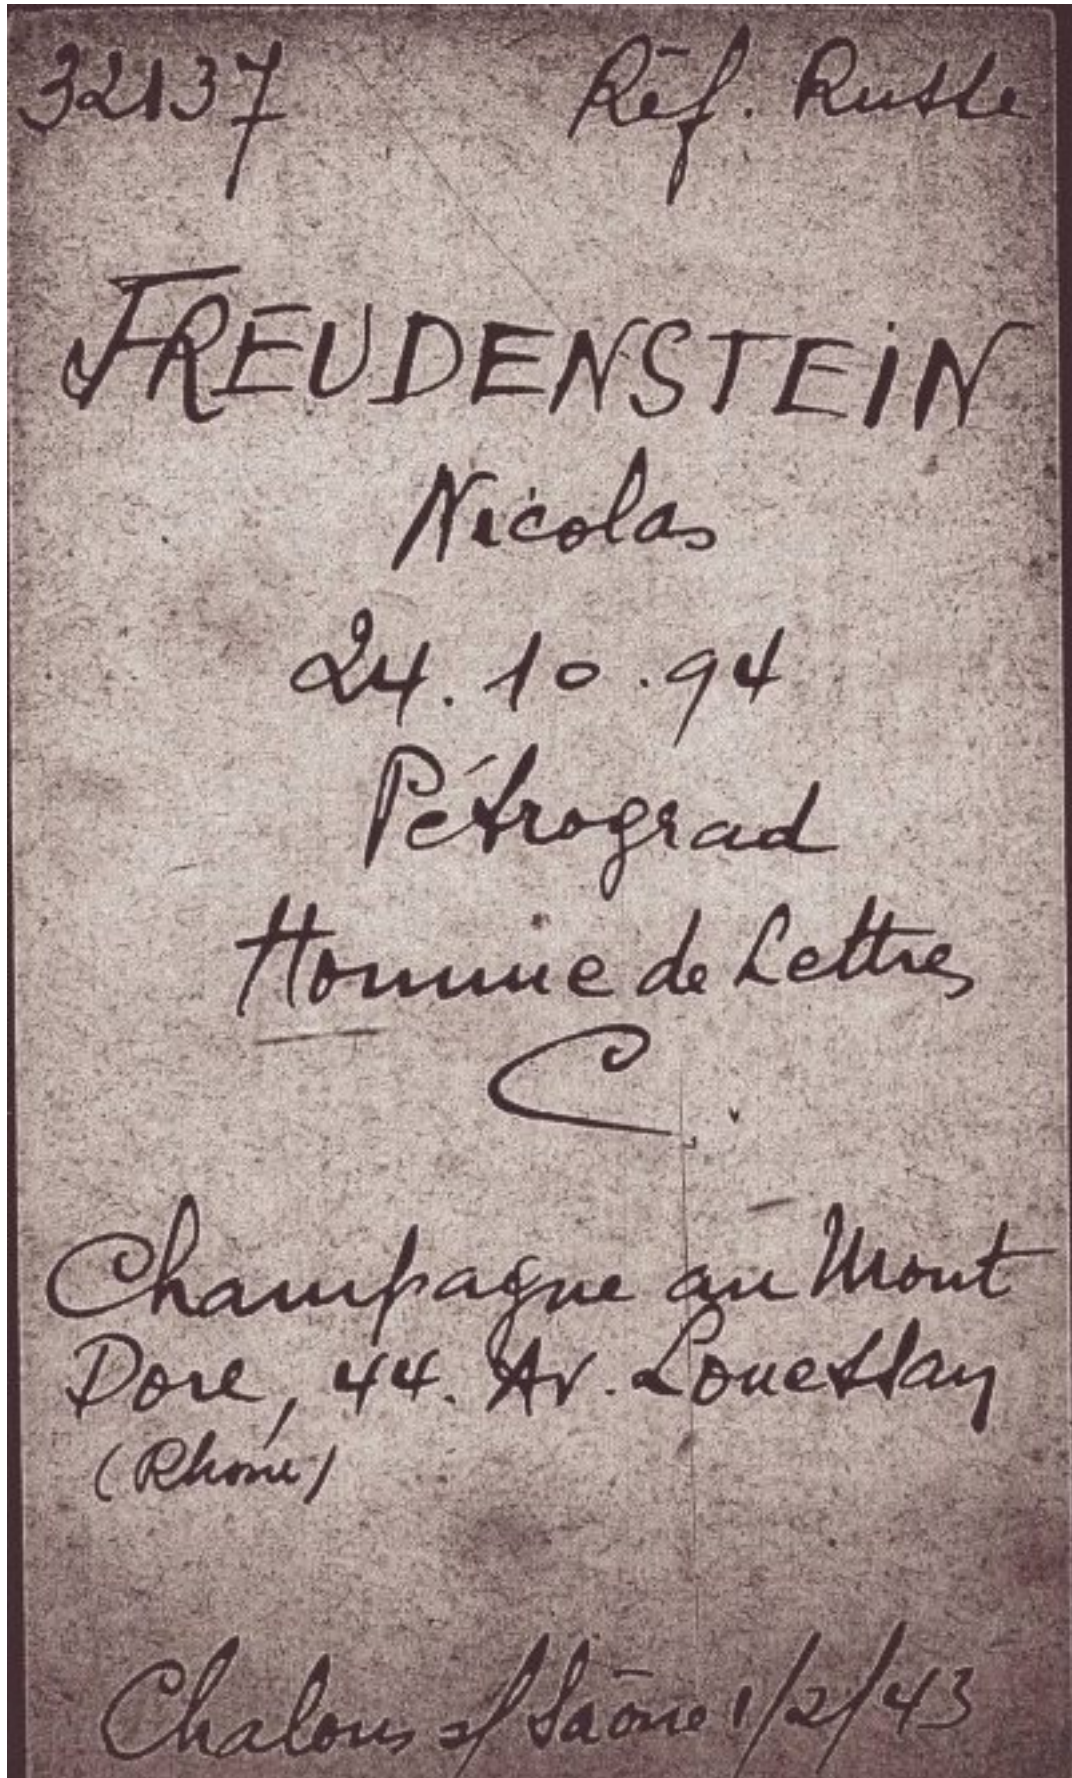 32137 Réf. Russe
FREUDENSTEIN
Nicolas
24.10.94
Pétrograd
Homme de Lettres
C.
Champagne au Mont
Dore, 44. Av.
(Rhône)
Chalons s/ Saône 1/2/43